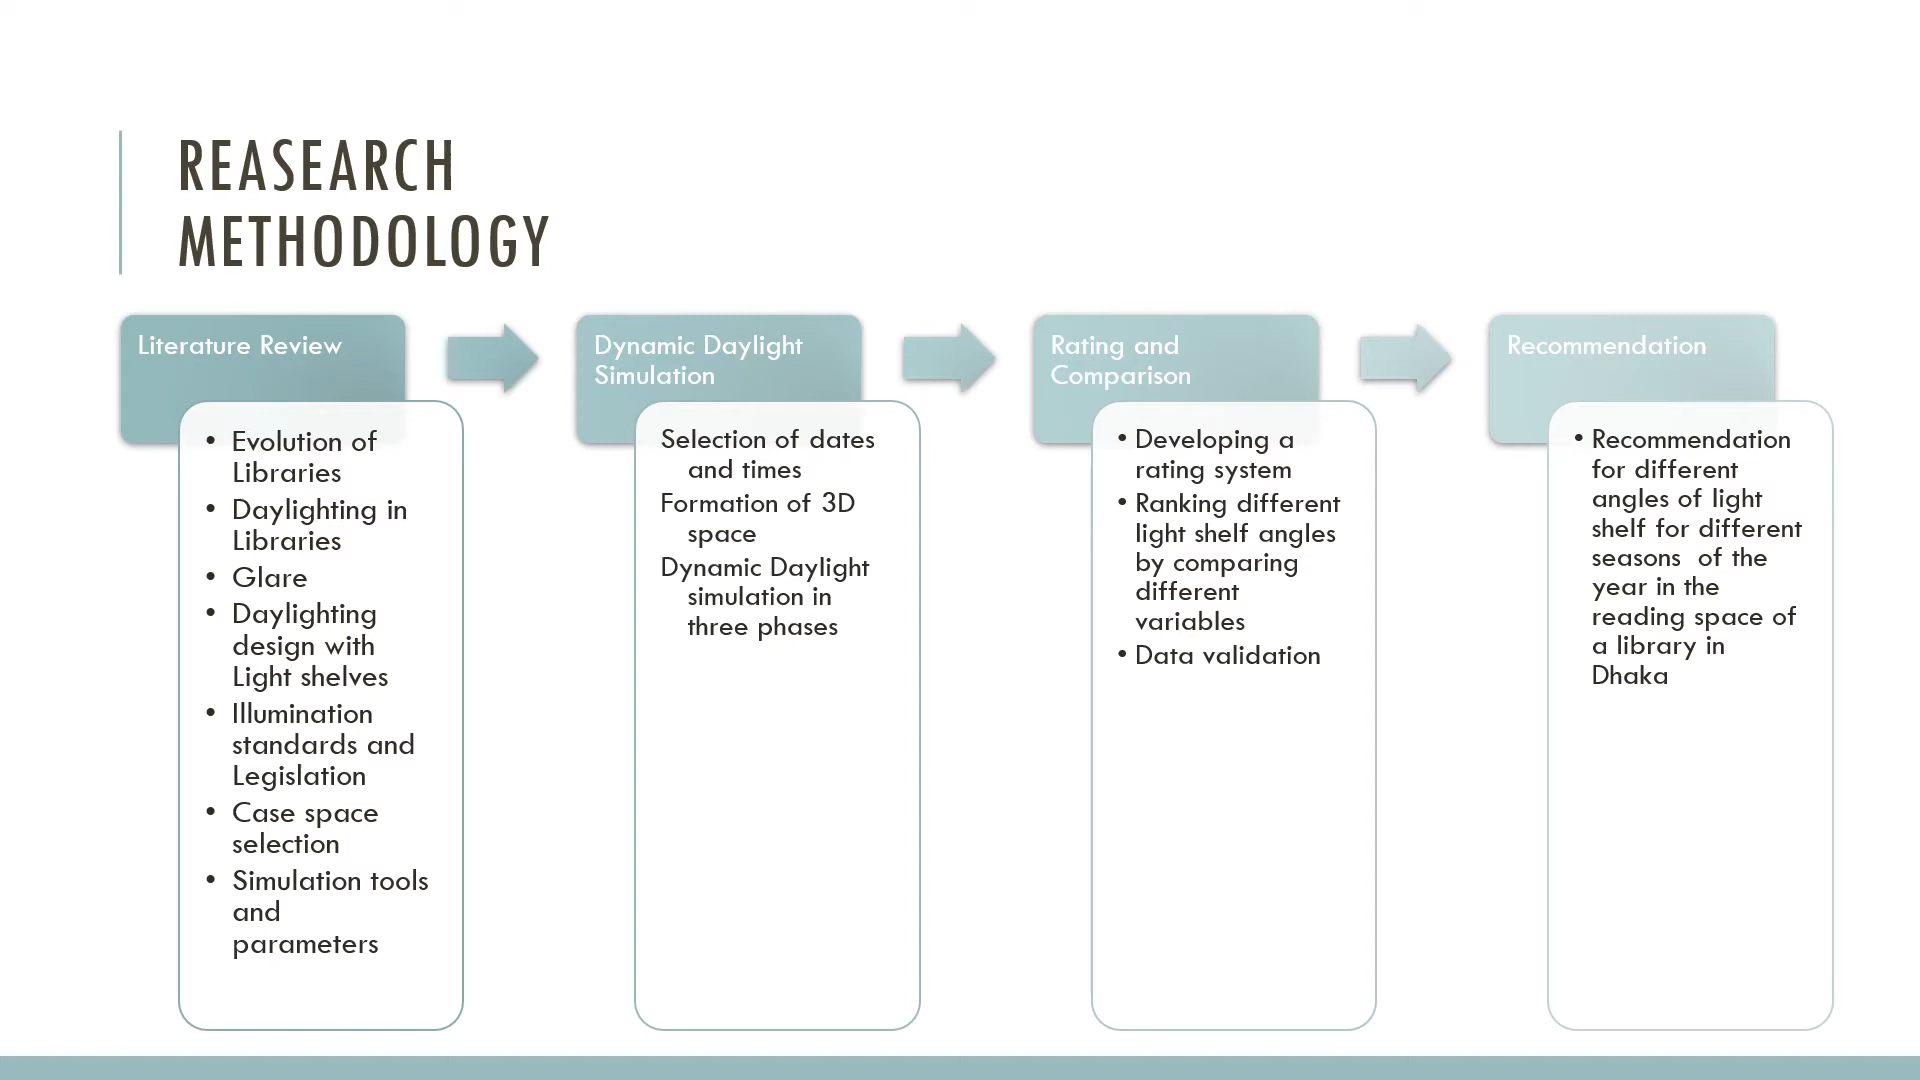 REASEARCH
METHODOLOGY
Literature Review
• Evolution of
Libraries
• Daylighting in
Libraries
• Glare
• Daylighting
design with
Light shelves
• Illumination
standards and
Legislation
• Case space
selection
• Simulation tools
and
parameters
Dynamic Daylight
Simulation
Selection of dates
and times
Formation of 3D
space
Dynamic Daylight
simulation in
three phases
Rating and
Comparison
• Developing a
rating system
• Ranking different
light shelf angles
by comparing
different
variables
• Data validation
Recommendation
• Recommendation
for different
angles of light
shelf for different
seasons  of the
year in the
reading space of
a library in
Dhaka